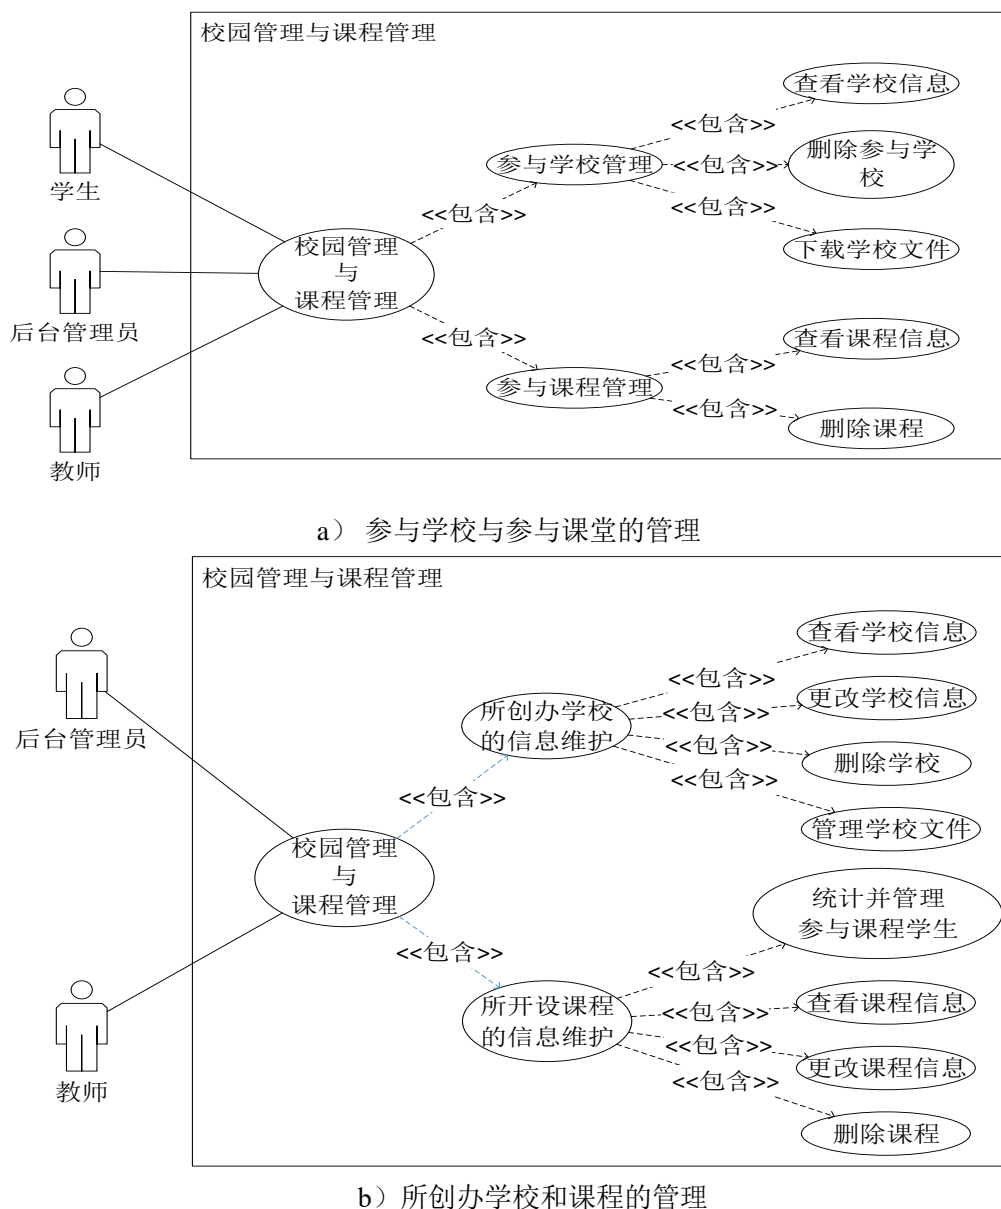 校园管理与课程管理
查看学校信息
<<包含>>
学生
参与学校管理
<<包含>>
删除参与学
校
<<包含>>
<<包含>>
下载学校文件
校园管理
与
课程管理
后台管理员
<<包含>>
查看课程信息
<<包含>>
参与课程管理
<<包含>>
删除课程
教师
a） 参与学校与参与课堂的管理
校园管理与课程管理
查看学校信息
<<包含>>
后台管理员
所创办学校
的信息维护
<<包含>>
更改学校信息
<<包含>>
删除学校
<<包含>>
管理学校文件
<<包含>>
校园管理
与
课程管理
统计并管理
参与课程学生
<<包含>>
<<包含>>
所开设课程
的信息维护
<<包含>>
查看课程信息
<<包含>>
更改课程信息
<<包含>>
删除课程
教师
b）所创办学校和课程的管理